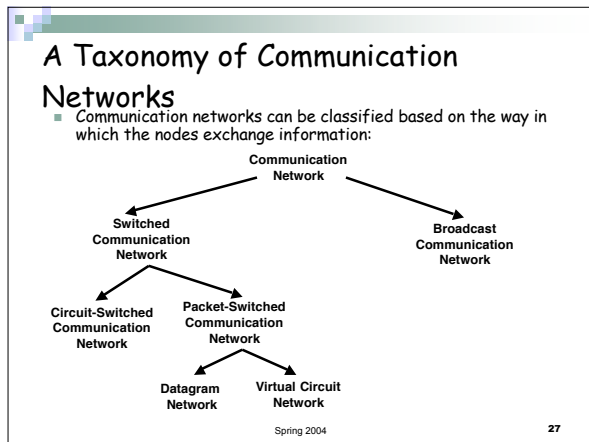 A Taxonomy of Communication
Networks
Communication networks can be classified based on the way in
which the nodes exchange information:
Communication
Network
Switched
Communication
Network
Broadcast
Communication
Network
Circuit-Switched
Communication
Network
Packet-Switched
Communication
Network
Datagram
Network
Virtual Circuit
Network
Spring 2004
27